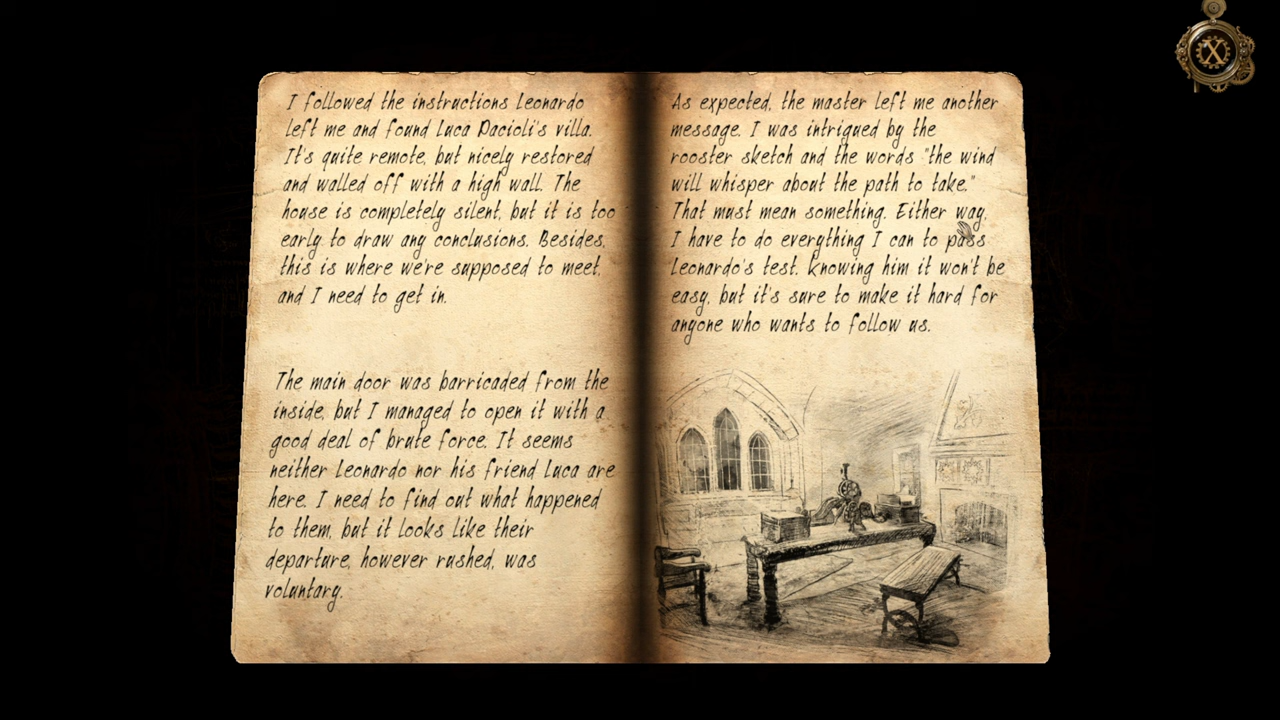 I followed the instructions Leonardo
left me and found Luca Pacioli's villa.
It's quite remote, but nicely restored
and walled off with a high wall. The
house is completely silent, but it is too
early to draw any conclusions. Besides,
this is where we're supposed to meet,
and I need to get in.
The main door was barricaded from the
inside, but I managed to open it with a
good deal of brute force. It seems
neither Leonardo nor his friend Luca are
here. I need to find out what happened
to them, but it looks like their
departure, however rushed, was
voluntary.
As expected, the master left me another
message. I was intrigued by the
rooster sketch and the words "the wind
will whisper about the path to take."
That must mean something. Either way,
I have to do everything I can to pass
Leonardo's test. Knowing him it won't be
easy, but it's sure to make it hard for
anyone who wants to follow us.
X